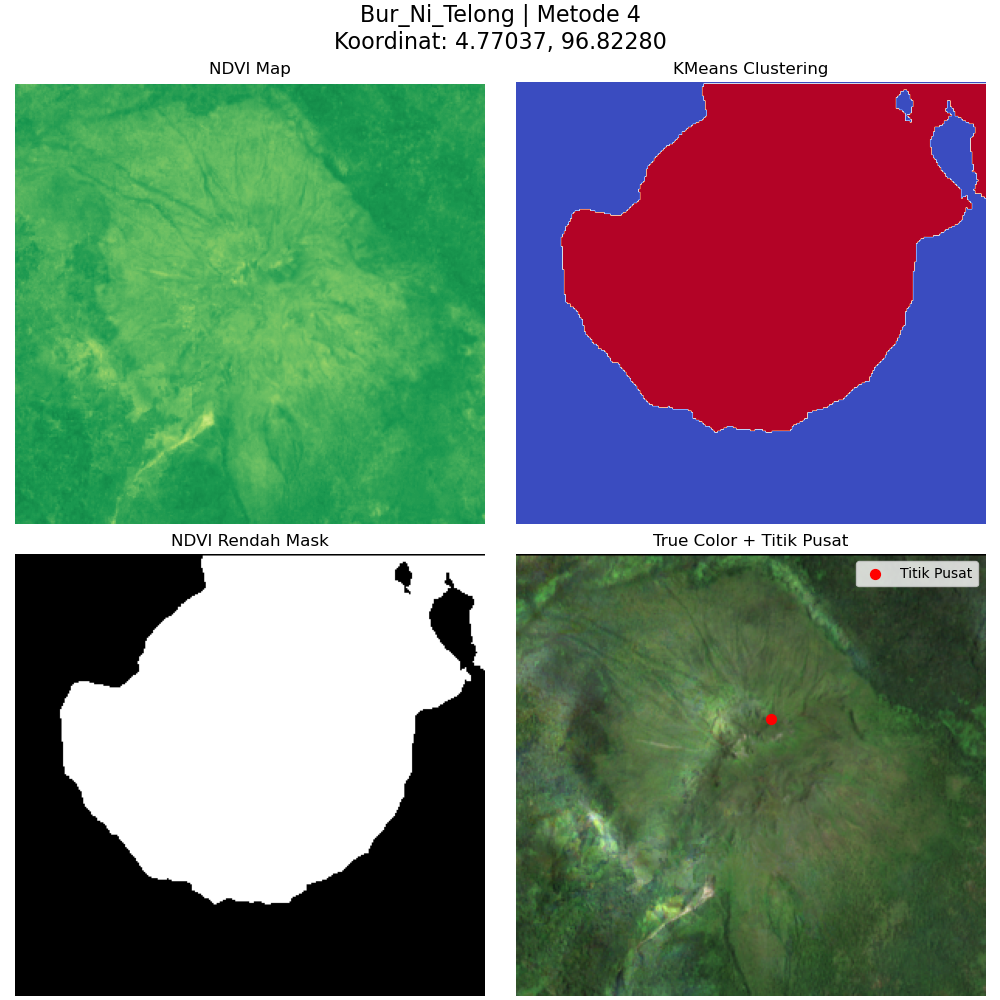 Bur_Ni_Telong | Metode 4
Koordinat: 4.77037, 96.82280
NDVI Map
KMeans Clustering
NDVI Rendah Mask
True Color + Titik Pusat
Titik Pusat